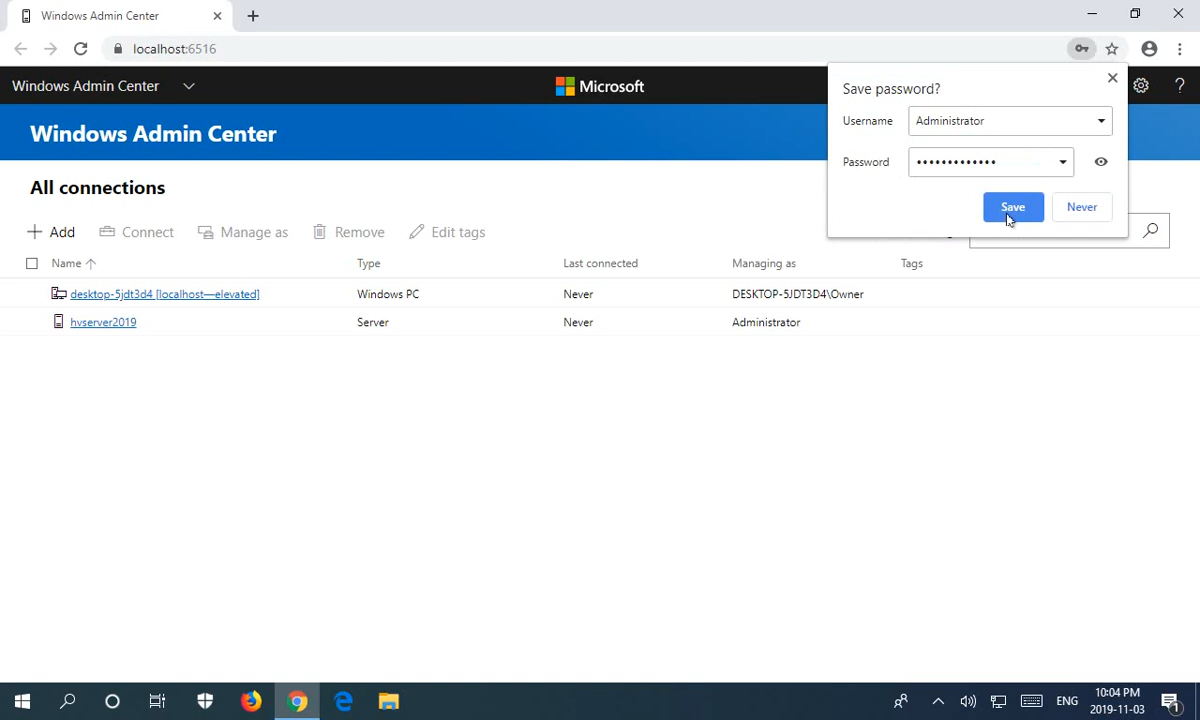 Windows Admin Center
localhost:6516
Windows Admin Center
Microsoft
Save password?
Username Administrator
Password •••••••••••••
Save Never
Windows Admin Center
All connections
Add Connect Manage as Remove Edit tags
Name Type Last connected Managing as Tags
desktop-5jdt3d4 [localhost—elevated] Windows PC Never DESKTOP-5JDT3D4\Owner
hvserver2019 Server Never Administrator
ENG
10:04 PM
2019-11-03
1